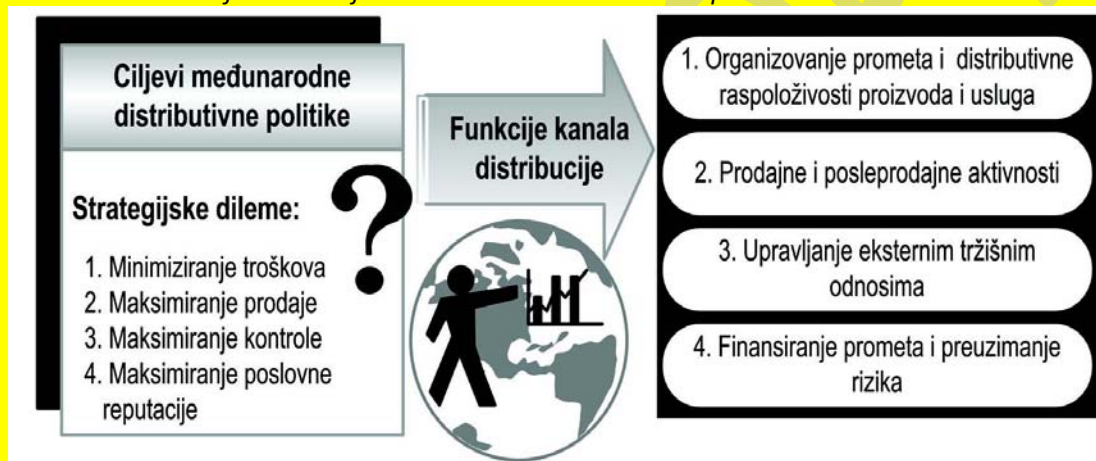 Ciljevi međunarodne
distributivne politike
Strategijske dileme:
1. Minimiziranje troškova
2. Maksimiranje prodaje
3. Maksimiranje kontrole
4. Maksimiranje poslovne
reputacije
?
Funkcije kanala
distribucije
1. Organizovanje prometa i distributivne
raspoloživosti proizvoda i usluga
2. Prodajne i posleprodajne aktivnosti
3. Upravljanje eksternim tržišnim
odnosima
4. Finansiranje prometa i preuzimanje
rizika